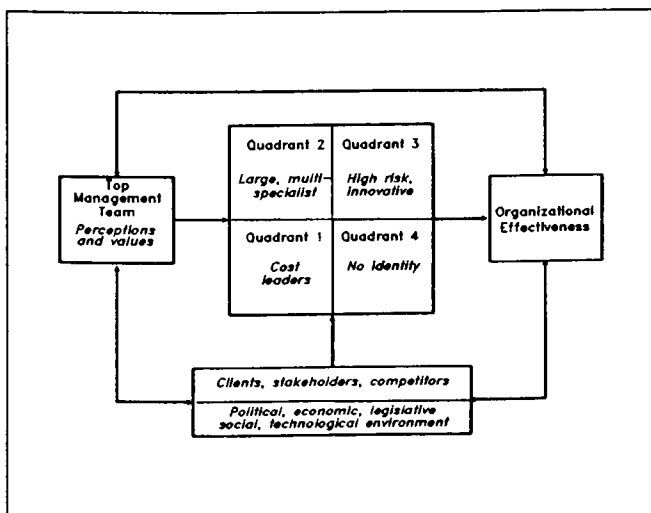 Quadrant 2
Large, multi-
specialist
Quadrant 3
High risk,
innovative
Top
Management
Team
Perceptions
and values
Organizational
Effectiveness
Quadrant 1
Cost
leaders
Quadrant 4
No identity
Clients, stakeholders, competitors
Political, economic, legislative
social, technological environment